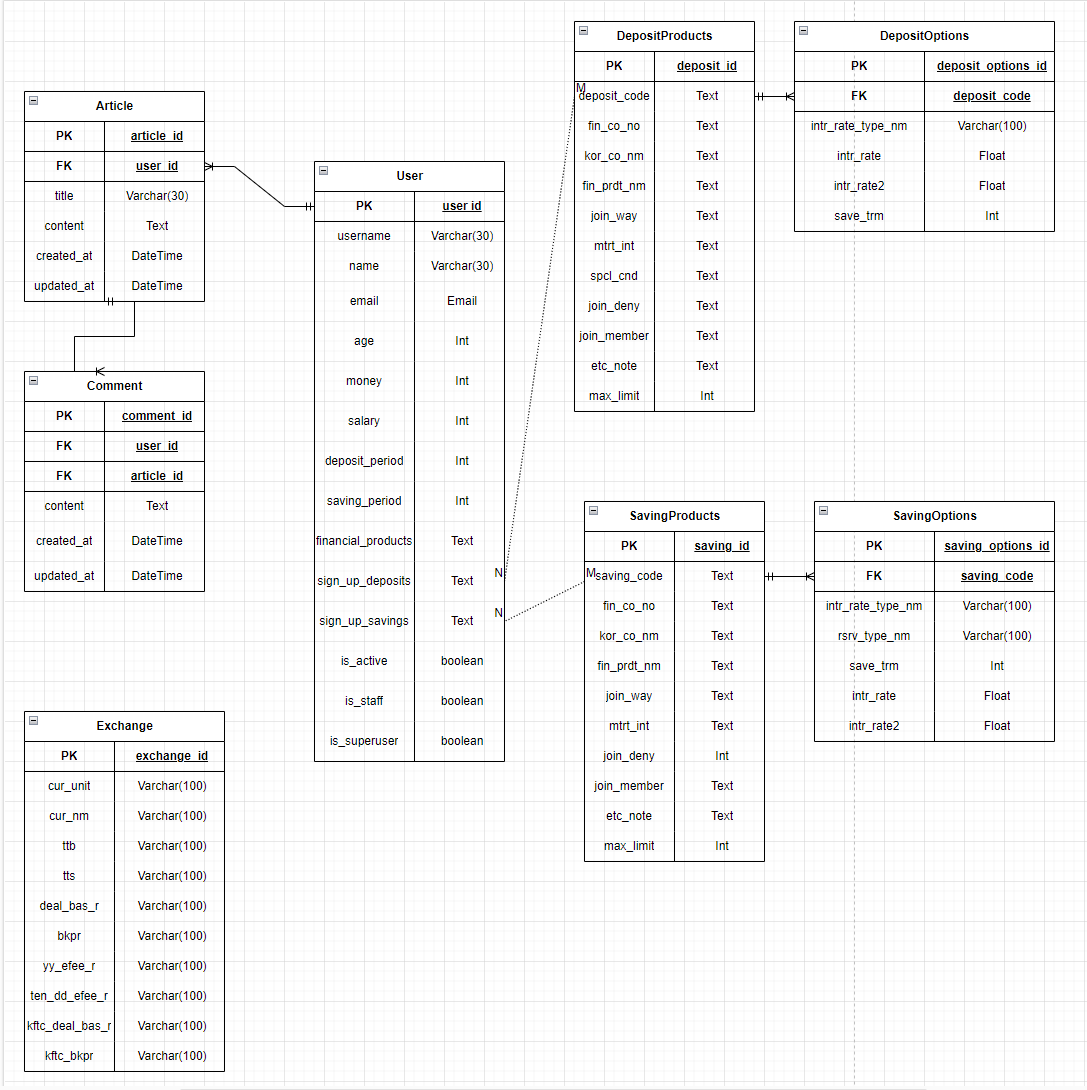 Article
PK article_id
FK user_id
title Varchar(30)
content Text
created_at DateTime
updated_at DateTime
Comment
PK comment_id
FK user_id
FK article_id
content Text
created_at DateTime
updated_at DateTime
Exchange
PK exchange_id
cur_unit Varchar(100)
cur_nm Varchar(100)
ttb Varchar(100)
tts Varchar(100)
deal_bas_r Varchar(100)
bkpr Varchar(100)
yy_efee_r Varchar(100)
ten_dd_efee_r Varchar(100)
kftc_deal_bas_r Varchar(100)
kftc_bkpr Varchar(100)
User
PK user id
username Varchar(30)
name Varchar(30)
email Email
age Int
money Int
salary Int
deposit_period Int
saving_period Int
financial_products Text
sign_up_deposits Text N
sign_up_savings Text N
is_active boolean
is_staff boolean
is_superuser boolean
DepositProducts
PK deposit_id
M
deposit_code Text
fin_co_no Text
kor_co_nm Text
fin_prdt_nm Text
join_way Text
mtrt_int Text
spcl_cnd Text
join_deny Text
join_member Text
etc_note Text
max_limit Int
DepositOptions
PK deposit_options_id
FK deposit_code
intr_rate_type_nm Varchar(100)
intr_rate Float
intr_rate2 Float
save_trm Int
SavingProducts
PK saving_id
M
saving_code Text
fin_co_no Text
kor_co_nm Text
fin_prdt_nm Text
join_way Text
mtrt_int Text
join_deny Int
join_member Text
etc_note Text
max_limit Int
SavingOptions
PK saving_options_id
FK saving_code
intr_rate_type_nm Varchar(100)
rsrv_type_nm Varchar(100)
save_trm Int
intr_rate Float
intr_rate2 Float